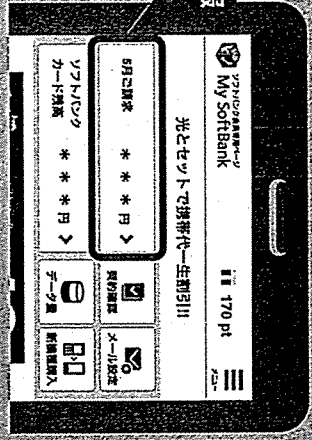 ソフトバンク会員専用ページ
My SoftBank
170 pt
メニュー
光とセットで携帯代一生割引!!
5月ご請求
＊＊＊円 >
契約確認
メール設定
ソフトバンク
カード残高
＊＊＊円 >
データ量
新機種購入